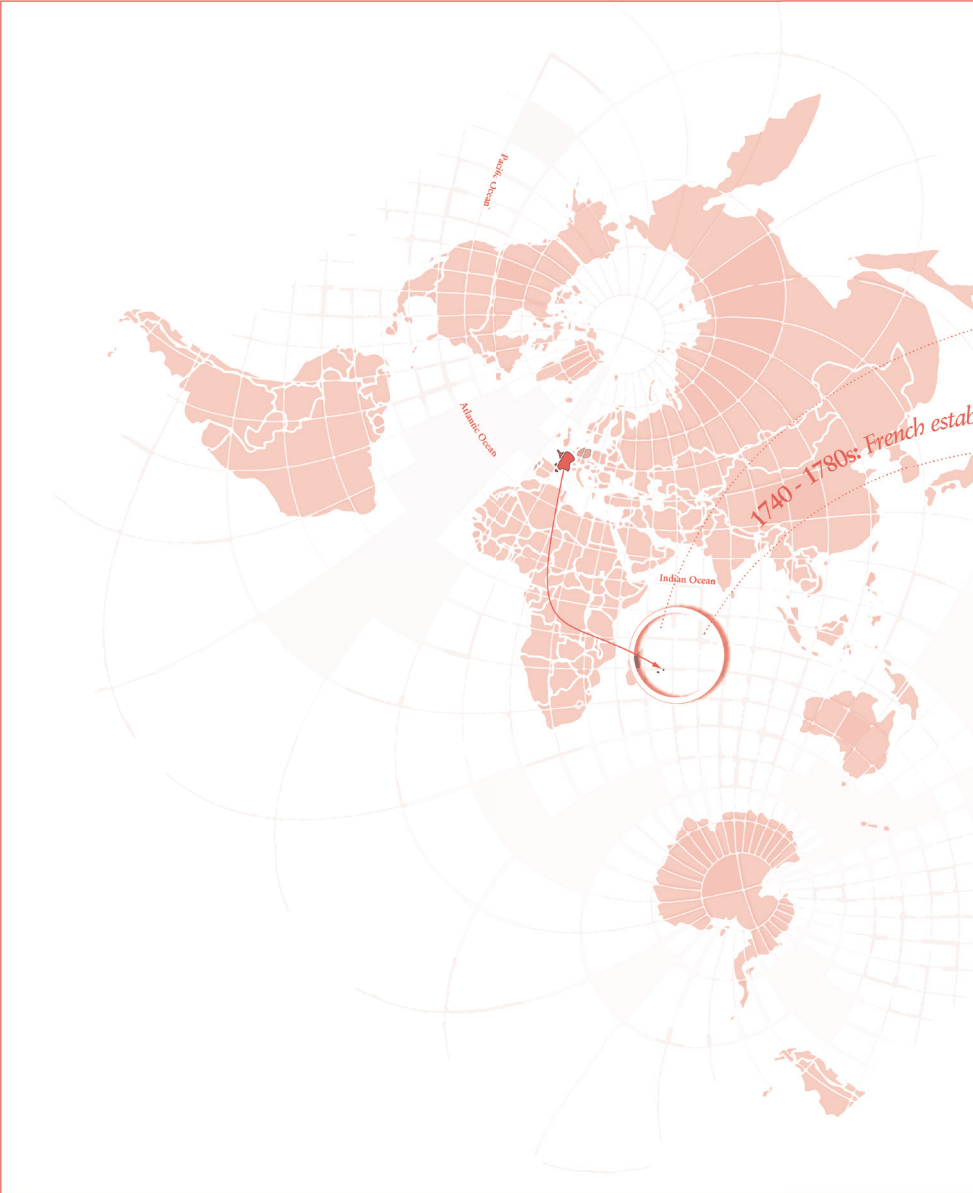 Pacific Ocean
Atlantic Ocean
1740 - 1780s: French estab
Indian Ocean